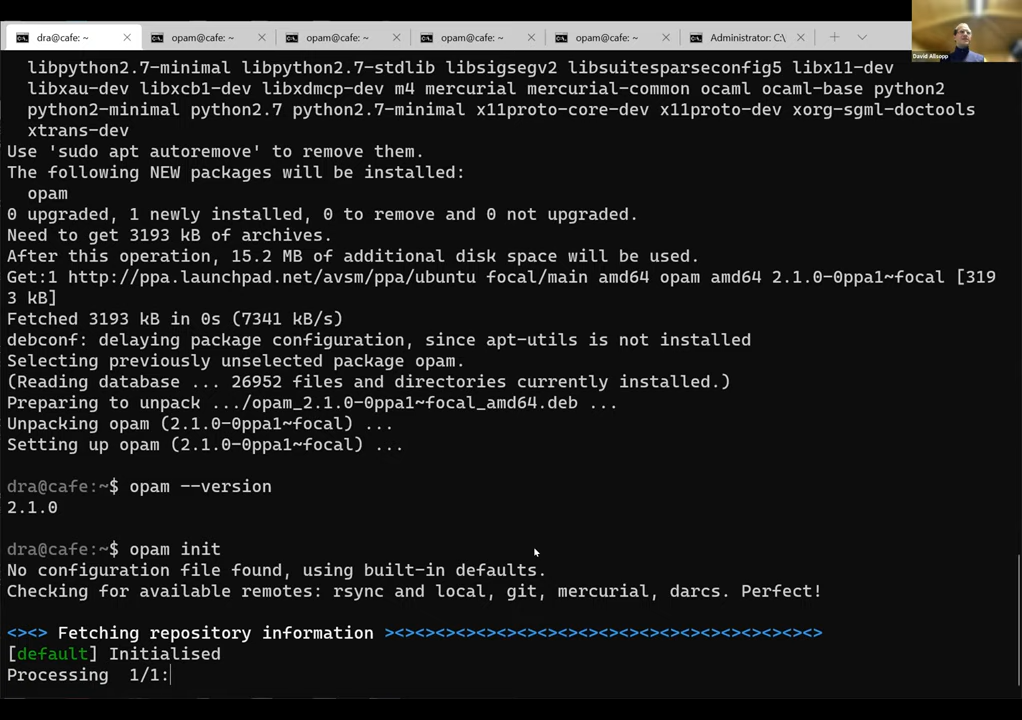 dra@cafe: ~
opam@cafe: ~
opam@cafe: ~
opam@cafe: ~
opam@cafe: ~
Administrator: C:\
David Allsopp
libpython2.7-minimal libpython2.7-stdlib libsigsegv2 libsuitesparseconfig5 libx11-dev
libxau-dev libxcb1-dev libxdmcp-dev m4 mercurial mercurial-common ocaml ocaml-base python2
python2-minimal python2.7 python2.7-minimal x11proto-core-dev x11proto-dev xorg-sgml-doctools
xtrans-dev
Use 'sudo apt autoremove' to remove them.
The following NEW packages will be installed:
opam
0 upgraded, 1 newly installed, 0 to remove and 0 not upgraded.
Need to get 3193 kB of archives.
After this operation, 15.2 MB of additional disk space will be used.
Get:1 http://ppa.launchpad.net/avsm/ppa/ubuntu focal/main amd64 opam amd64 2.1.0-0ppa1~focal [319
3 kB]
Fetched 3193 kB in 0s (7341 kB/s)
debconf: delaying package configuration, since apt-utils is not installed
Selecting previously unselected package opam.
(Reading database ... 26952 files and directories currently installed.)
Preparing to unpack .../opam_2.1.0-0ppa1~focal_amd64.deb ...
Unpacking opam (2.1.0-0ppa1~focal) ...
Setting up opam (2.1.0-0ppa1~focal) ...
dra@cafe:~$ opam --version
2.1.0
dra@cafe:~$ opam init
No configuration file found, using built-in defaults.
Checking for available remotes: rsync and local, git, mercurial, darcs. Perfect!
<><> Fetching repository information ><><><><><><><><><><><><><><><><><><><><><>
[default] Initialised
Processing 1/1: